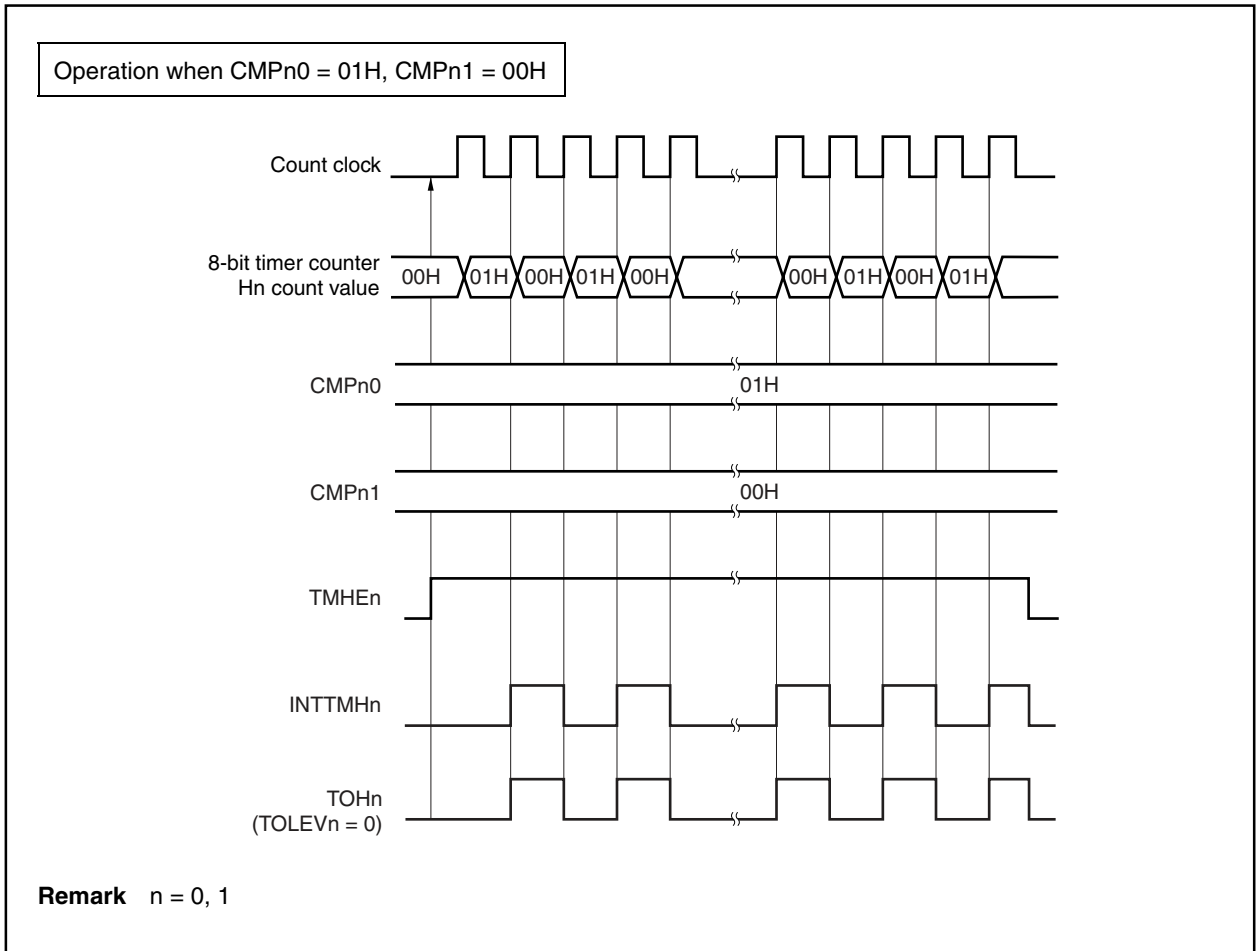 Operation when CMPn0 = 01H, CMPn1 = 00H
Count clock
8-bit timer counter
Hn count value
00H 01H 00H 01H 00H 00H 01H 00H 01H
CMPn0
01H
CMPn1
00H
TMHEn
INTTMHn
TOHn
(TOLEVn = 0)
Remark n = 0, 1